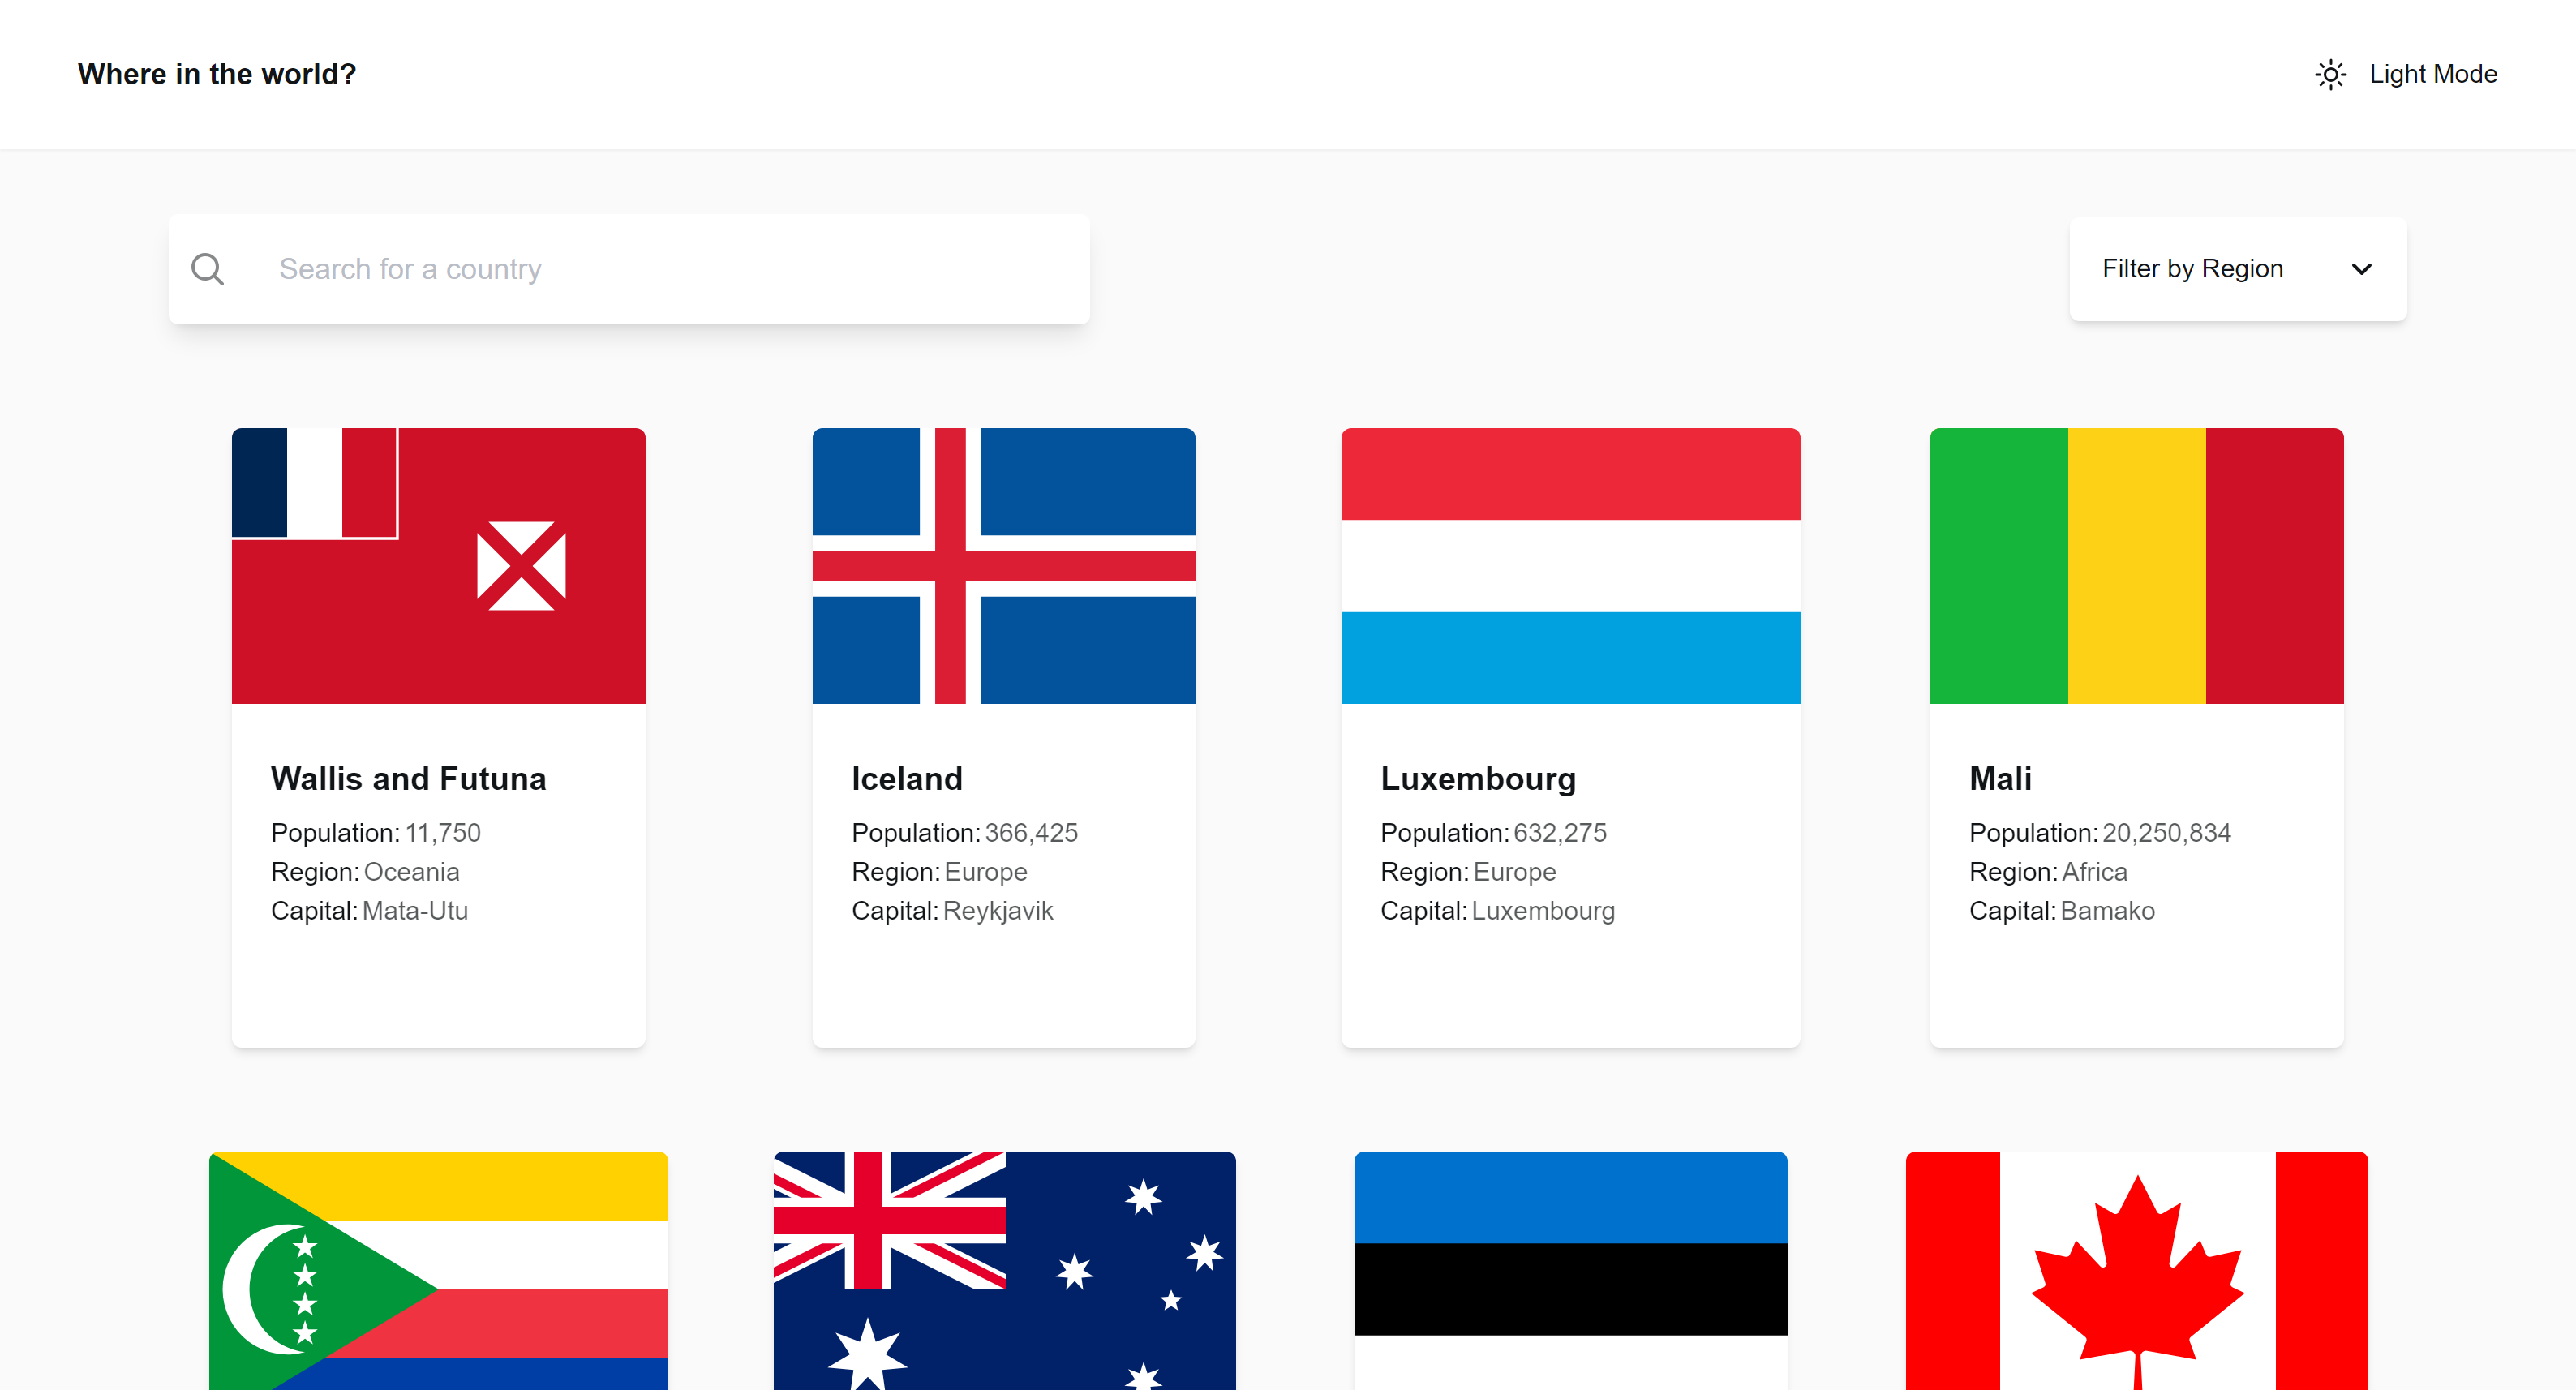 Where in the world?
Light Mode
Search for a country
Filter by Region
Wallis and Futuna
Population: 11,750
Region: Oceania
Capital: Mata-Utu
Iceland
Population: 366,425
Region: Europe
Capital: Reykjavik
Luxembourg
Population: 632,275
Region: Europe
Capital: Luxembourg
Mali
Population: 20,250,834
Region: Africa
Capital: Bamako